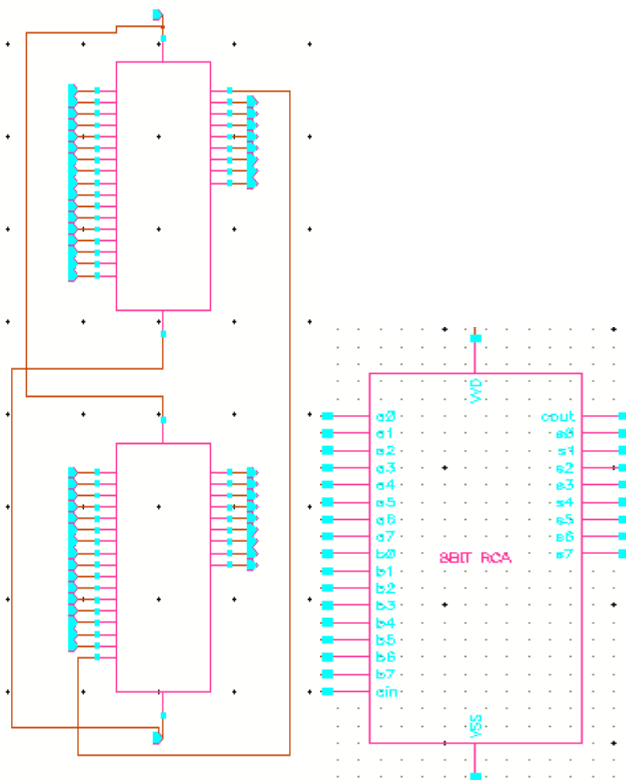 VVD
a0 cout
a1 s0
a2 s1
a3 s2
a4 s3
a5 s4
a6 s5
a7 s6
b0 s7
8BIT RCA
b1
b2
b3
b4
b5
b6
b7
cin
VSS